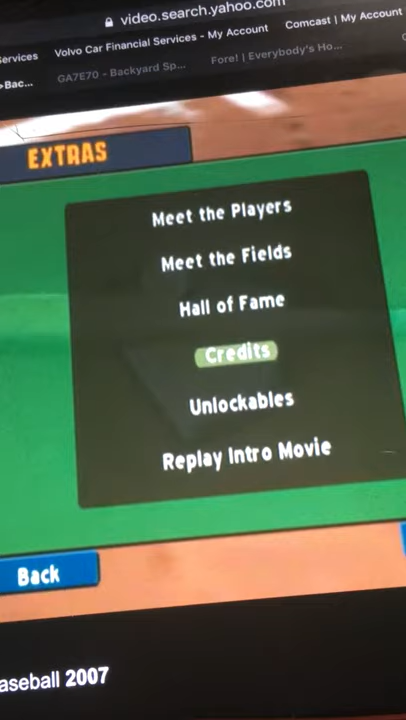 video.search.yahoo.com
Services
Volvo Car Financial Services - My Account
Comcast | My Account
Bac...
GA7E70 - Backyard Sp...
Fore! | Everybody's Ho...
EXTRAS
Meet the Players
Meet the Fields
Hall of Fame
Credits
Unlockables
Replay Intro Movie
Back
aseball 2007